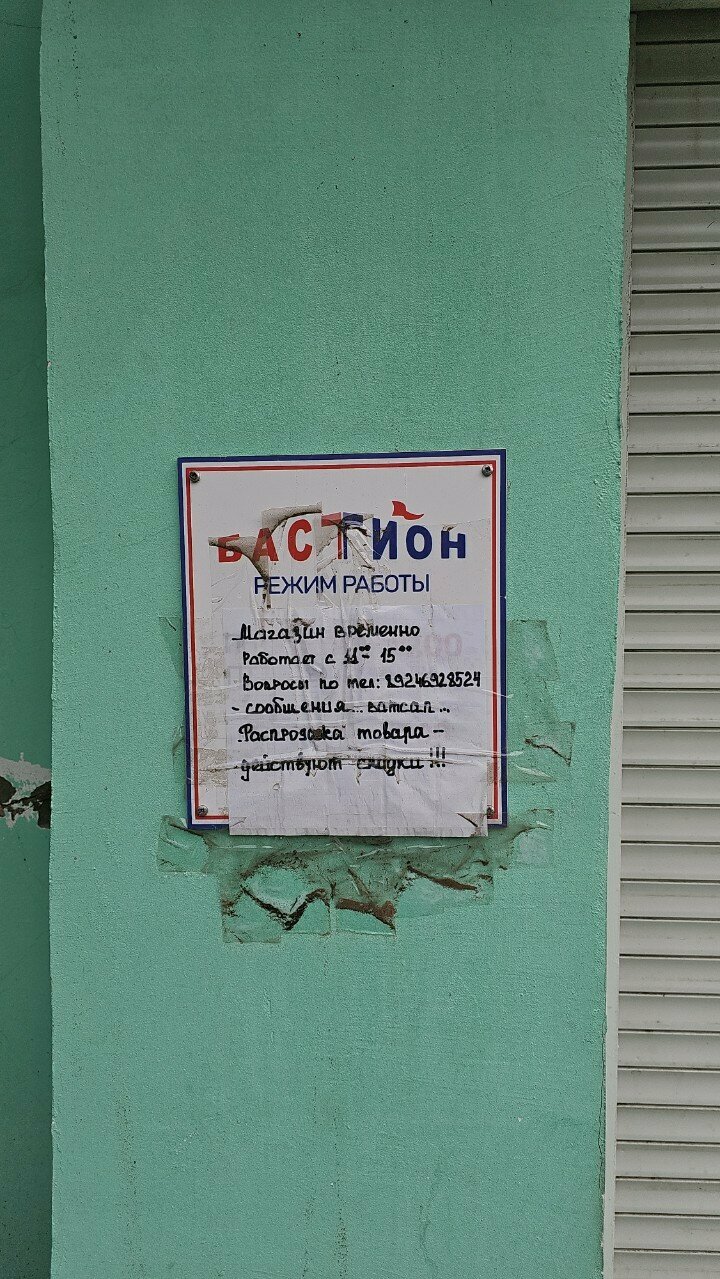 БАСТИОН
РЕЖИМ РАБОТЫ
Магазин временно
Работает с 11⁰⁰ 15⁰⁰
Вопросы по тел: 89246928524
- сообщения... ватсап...
Распродажа товара -
действуют скидки !!!